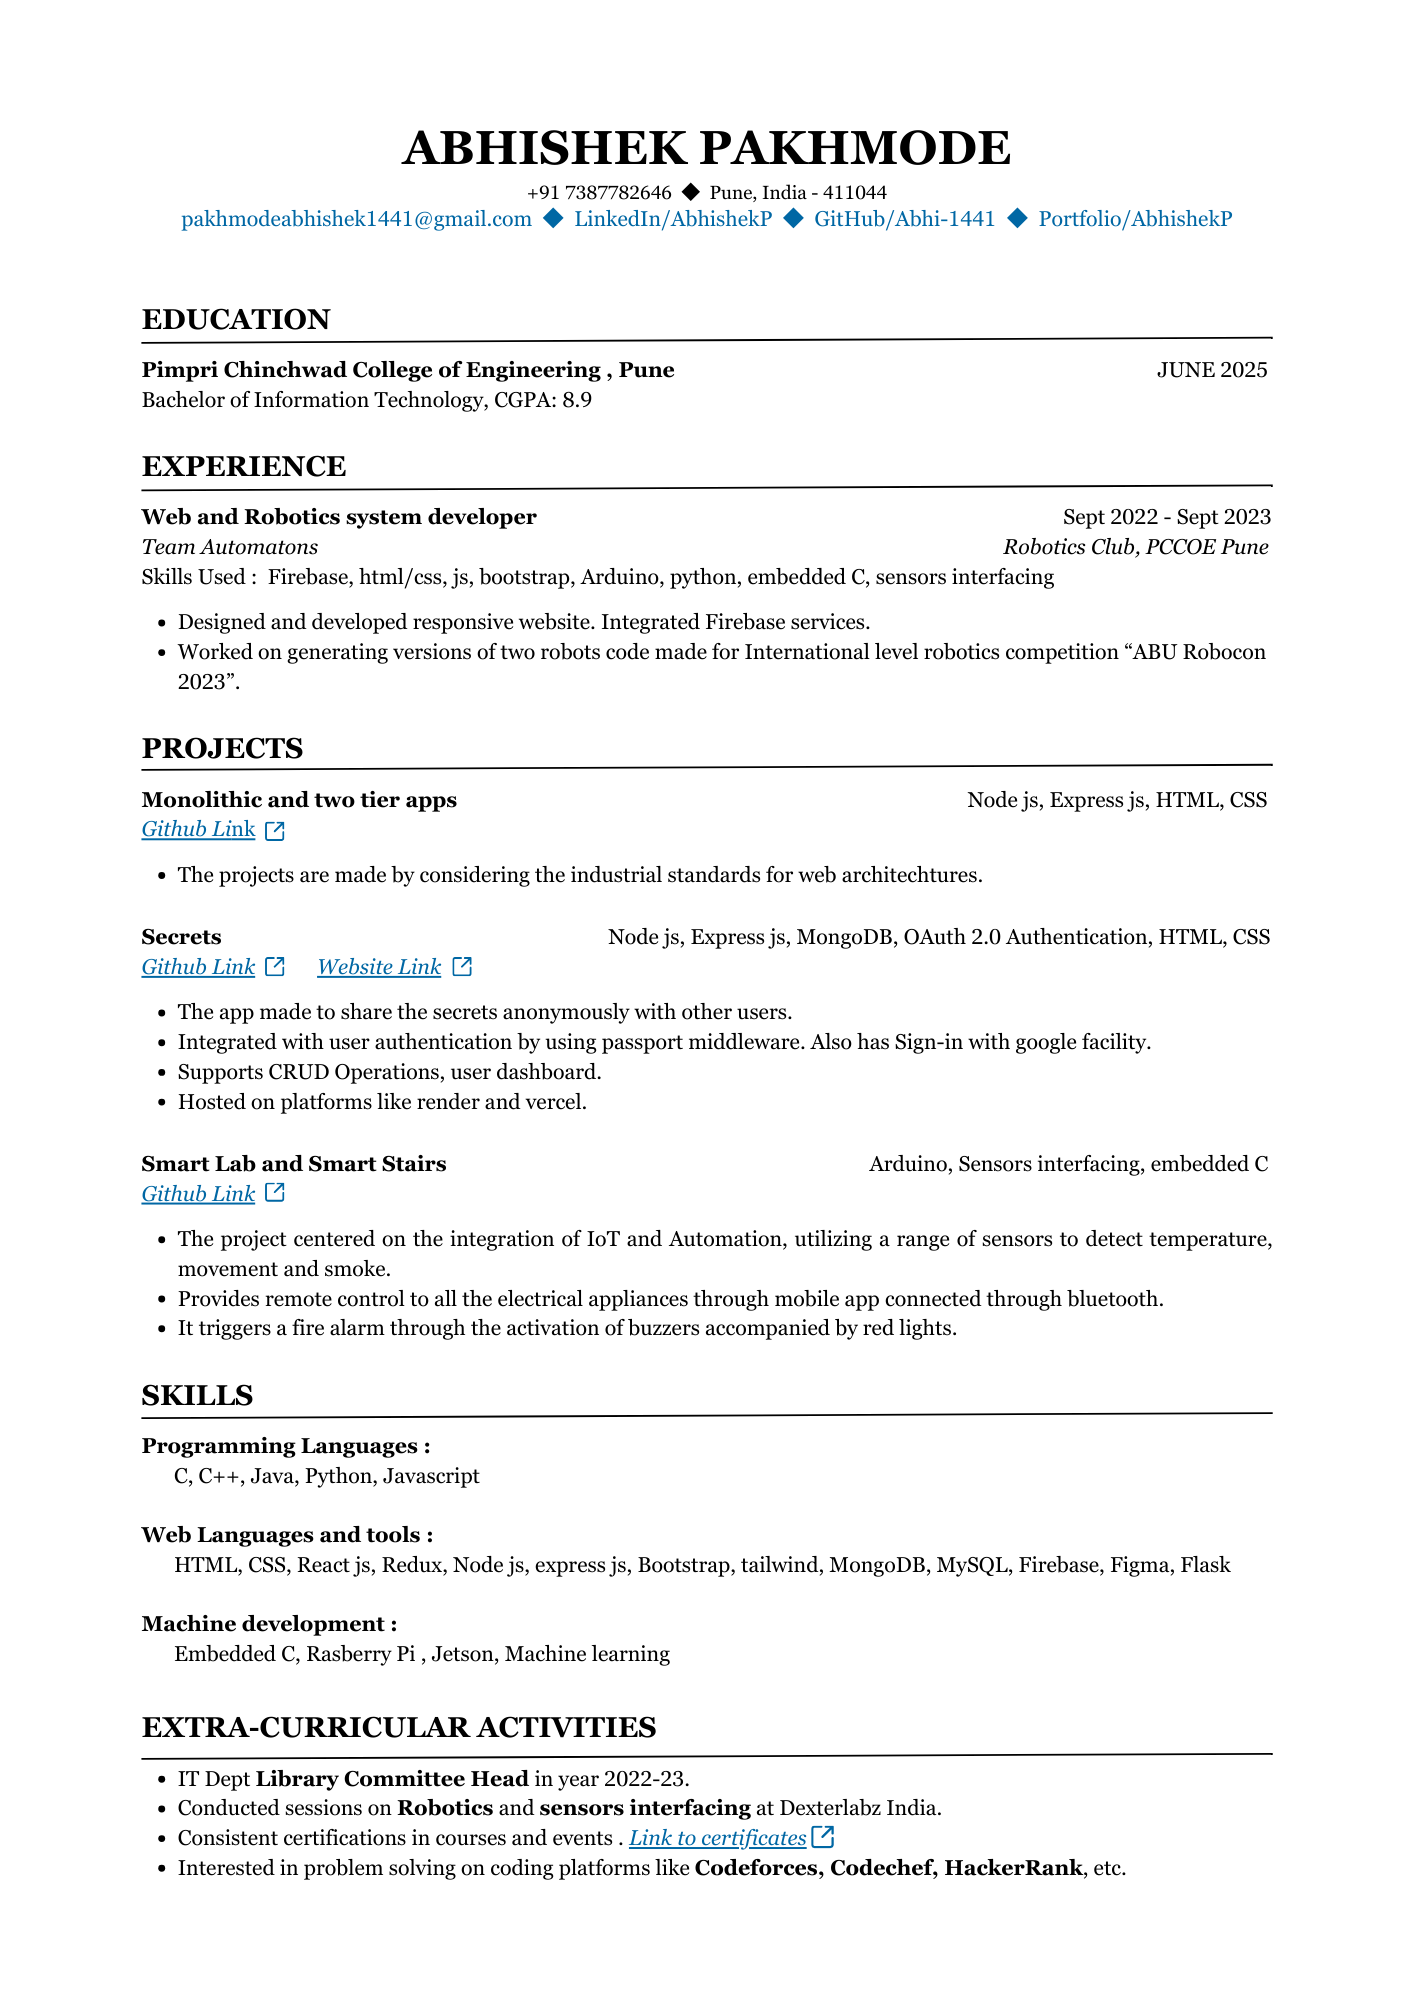 ABHISHEK PAKHMODE
+91 7387782646 ◆ Pune, India - 411044
pakhmodeabhishek1441@gmail.com ◆ LinkedIn/AbhishekP ◆ GitHub/Abhi-1441 ◆ Portfolio/AbhishekP
EDUCATION
Pimpri Chinchwad College of Engineering , Pune JUNE 2025
Bachelor of Information Technology, CGPA: 8.9
EXPERIENCE
Web and Robotics system developer Sept 2022 - Sept 2023
Team Automatons Robotics Club, PCCOE Pune
Skills Used : Firebase, html/css, js, bootstrap, Arduino, python, embedded C, sensors interfacing
• Designed and developed responsive website. Integrated Firebase services.
• Worked on generating versions of two robots code made for International level robotics competition “ABU Robocon
2023”.
PROJECTS
Monolithic and two tier apps Node js, Express js, HTML, CSS
Github Link
• The projects are made by considering the industrial standards for web architechtures.
Secrets Node js, Express js, MongoDB, OAuth 2.0 Authentication, HTML, CSS
Github Link Website Link
• The app made to share the secrets anonymously with other users.
• Integrated with user authentication by using passport middleware. Also has Sign-in with google facility.
• Supports CRUD Operations, user dashboard.
• Hosted on platforms like render and vercel.
Smart Lab and Smart Stairs Arduino, Sensors interfacing, embedded C
Github Link
• The project centered on the integration of IoT and Automation, utilizing a range of sensors to detect temperature,
movement and smoke.
• Provides remote control to all the electrical appliances through mobile app connected through bluetooth.
• It triggers a fire alarm through the activation of buzzers accompanied by red lights.
SKILLS
Programming Languages :
C, C++, Java, Python, Javascript
Web Languages and tools :
HTML, CSS, React js, Redux, Node js, express js, Bootstrap, tailwind, MongoDB, MySQL, Firebase, Figma, Flask
Machine development :
Embedded C, Rasberry Pi , Jetson, Machine learning
EXTRA-CURRICULAR ACTIVITIES
• IT Dept Library Committee Head in year 2022-23.
• Conducted sessions on Robotics and sensors interfacing at Dexterlabz India.
• Consistent certifications in courses and events . Link to certificates
• Interested in problem solving on coding platforms like Codeforces, Codechef, HackerRank, etc.